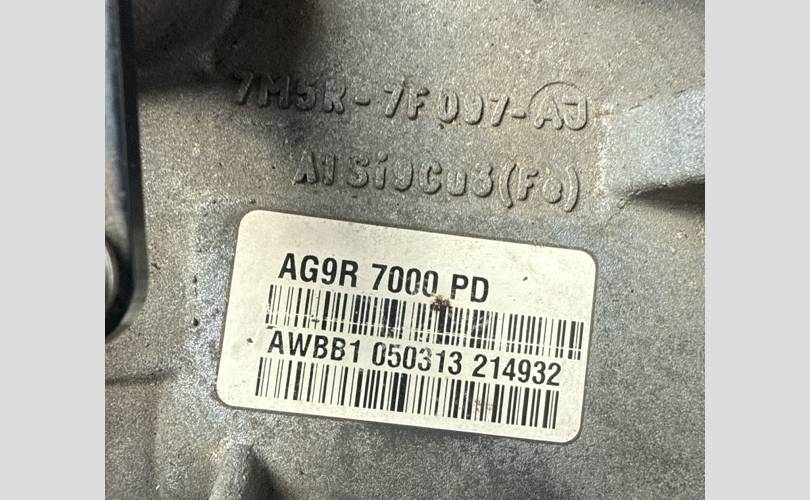 7M5R-7F097-AJ
AlSi9Cu3(Fe)
AG9R 7000 PD
AWBB1 050313 214932